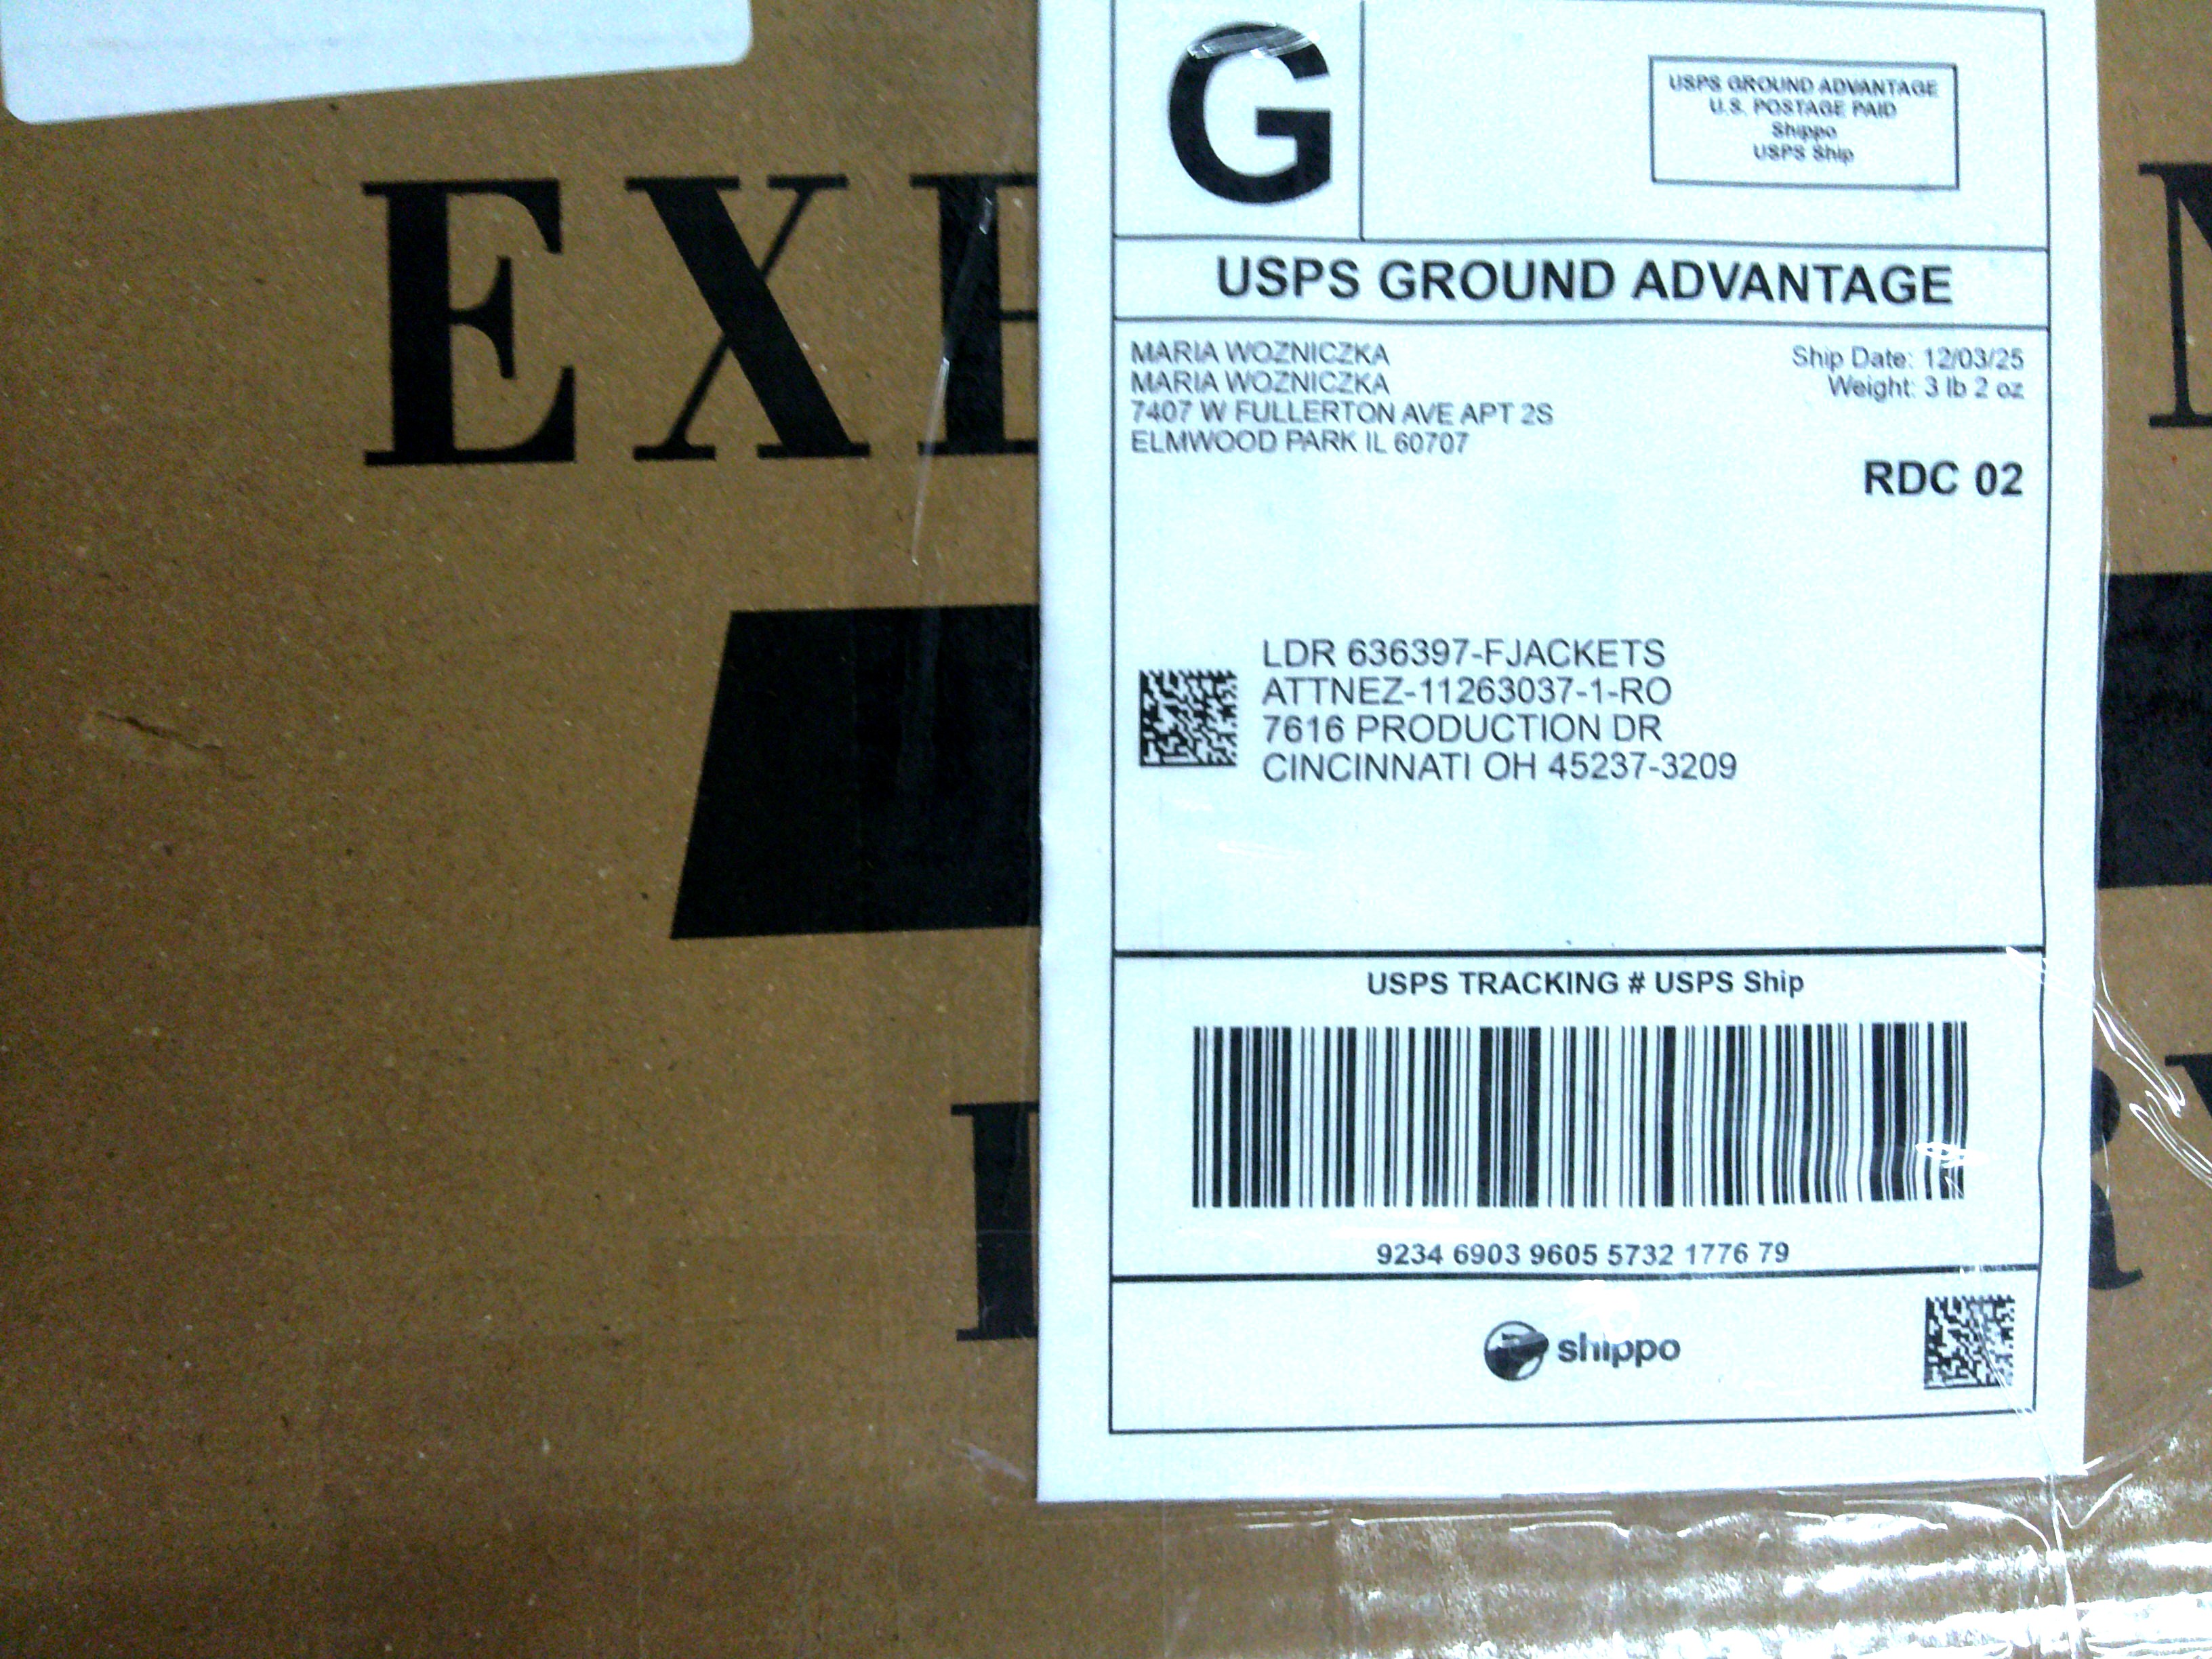 G
USPS GROUND ADVANTAGE
U.S. POSTAGE PAID
Shippo
USPS Ship
USPS GROUND ADVANTAGE
MARIA WOZNICZKA
MARIA WOZNICZKA
7407 W FULLERTON AVE APT 2S
ELMWOOD PARK IL 60707
Ship Date: 12/03/25
Weight: 3 lb 2 oz
RDC 02
LDR 636397-FJACKETS
ATTNEZ-11263037-1-RO
7616 PRODUCTION DR
CINCINNATI OH 45237-3209
USPS TRACKING # USPS Ship
9234 6903 9605 5732 1776 79
shippo